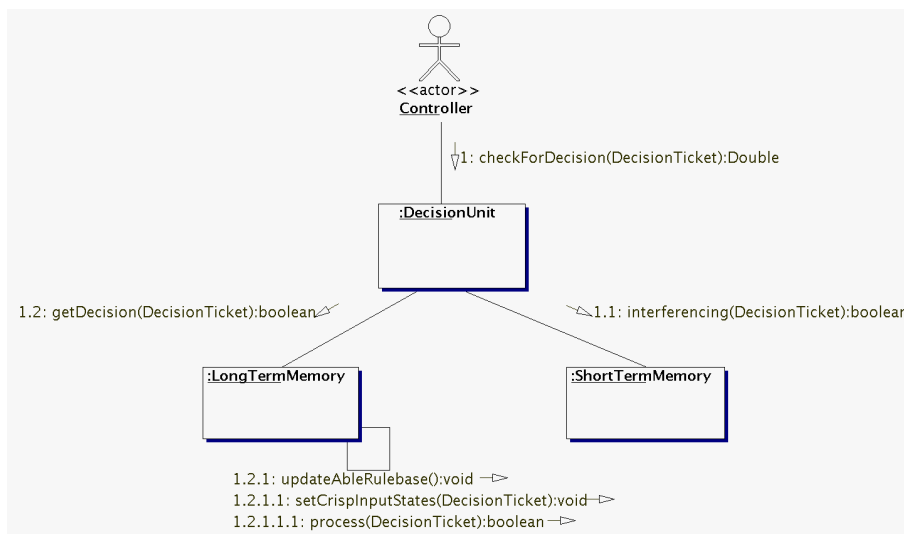 <<actor>>
Controller
1: checkForDecision(DecisionTicket):Double
:DecisionUnit
1.2: getDecision(DecisionTicket):boolean
1.1: interferencing(DecisionTicket):boolean
:LongTermMemory
:ShortTermMemory
1.2.1: updateAbleRulebase():void
1.2.1.1: setCrispInputStates(DecisionTicket):void
1.2.1.1.1: process(DecisionTicket):boolean